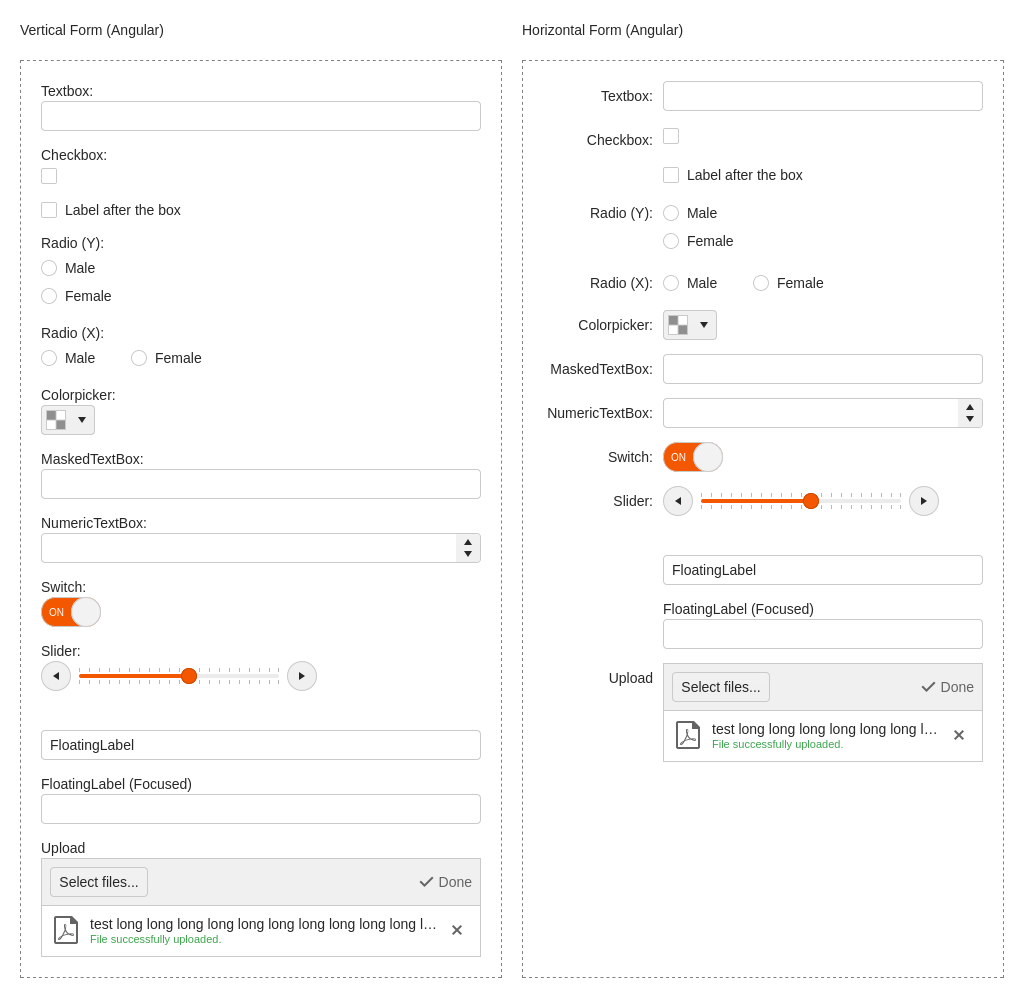 Vertical Form (Angular)
Textbox:
Checkbox:
Label after the box
Radio (Y):
Male
Female
Radio (X):
Male Female
Colorpicker:
MaskedTextBox:
NumericTextBox:
Switch:
ON
Slider:
FloatingLabel
FloatingLabel (Focused)
Upload
Select files... Done
test long long long long long long long long long long l…
File successfully uploaded.
Horizontal Form (Angular)
Textbox:
Checkbox:
Label after the box
Radio (Y): Male
Female
Radio (X): Male Female
Colorpicker:
MaskedTextBox:
NumericTextBox:
Switch: ON
Slider:
FloatingLabel
FloatingLabel (Focused)
Upload Select files... Done
test long long long long long long l…
File successfully uploaded.